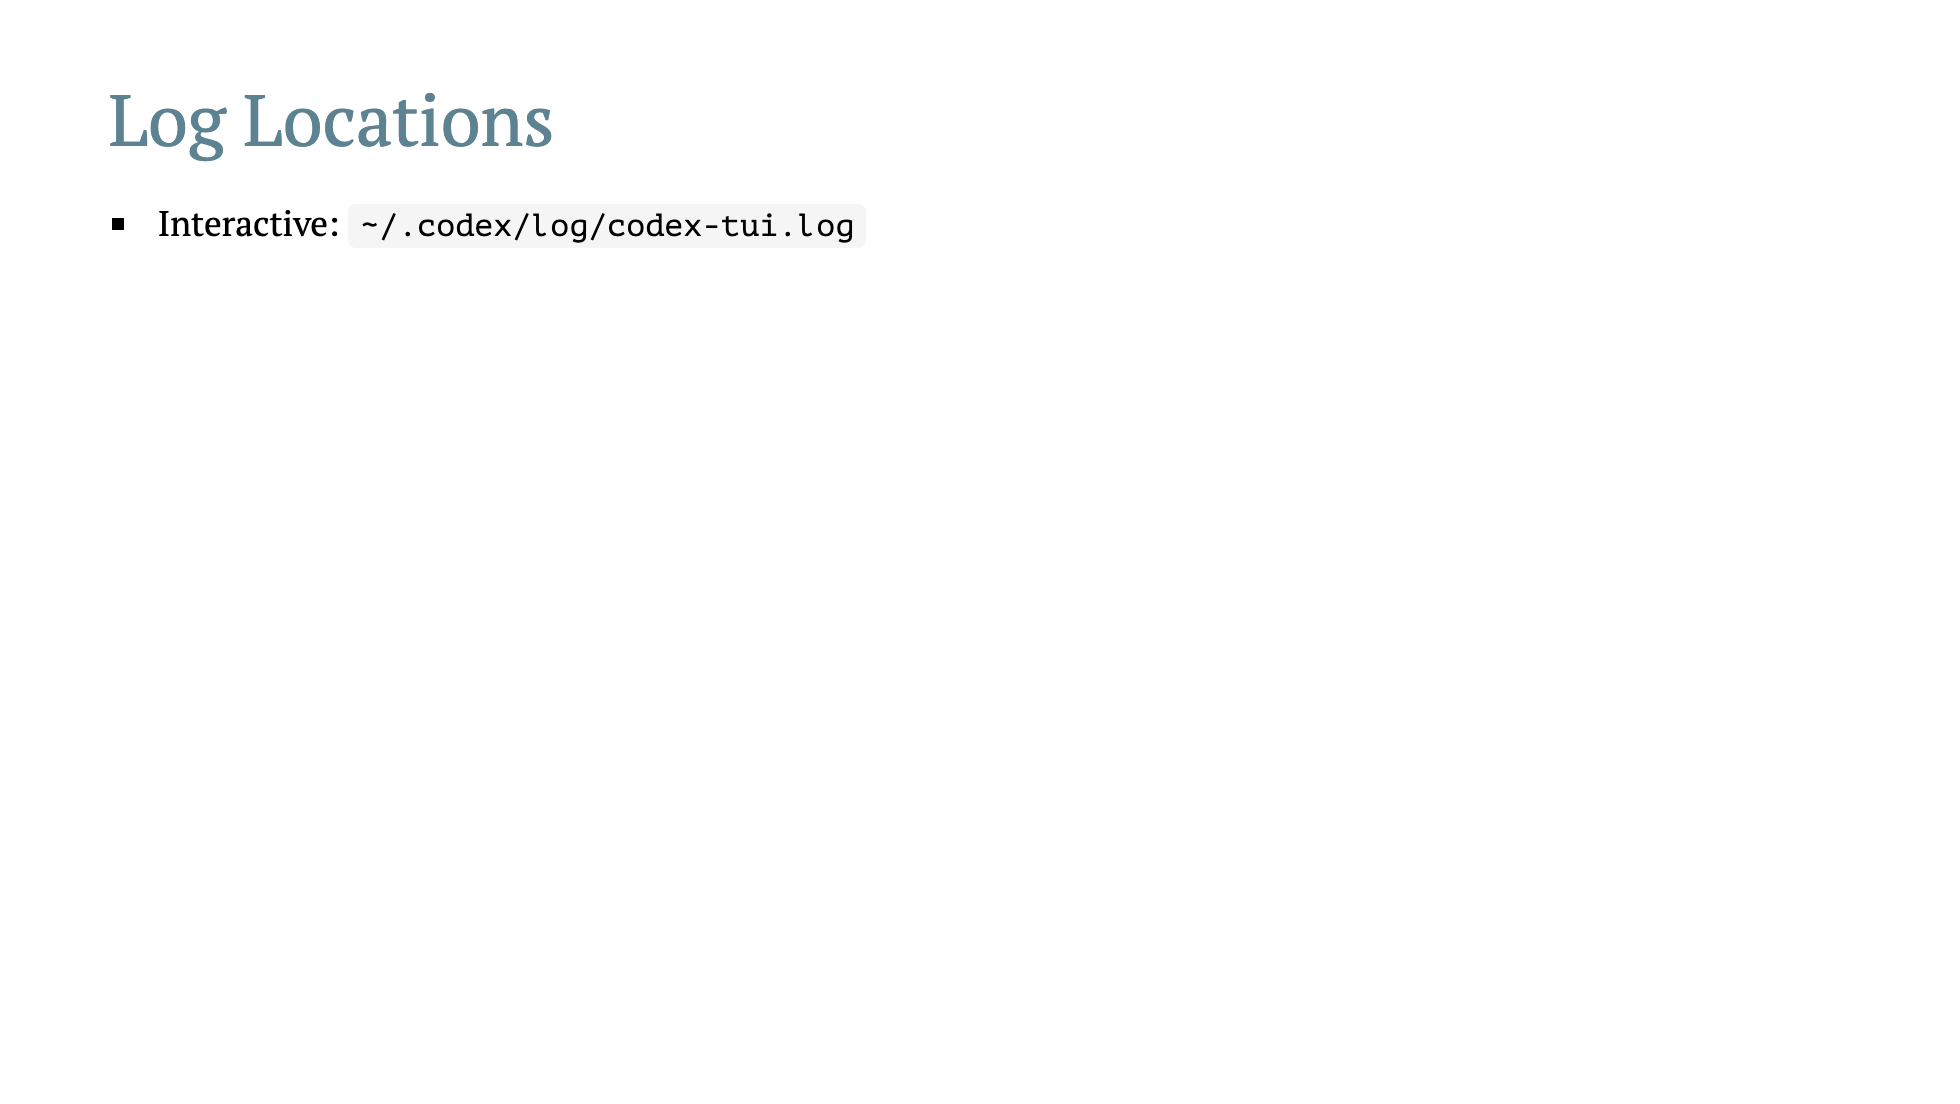 Log Locations
▪ Interactive: ~/.codex/log/codex-tui.log